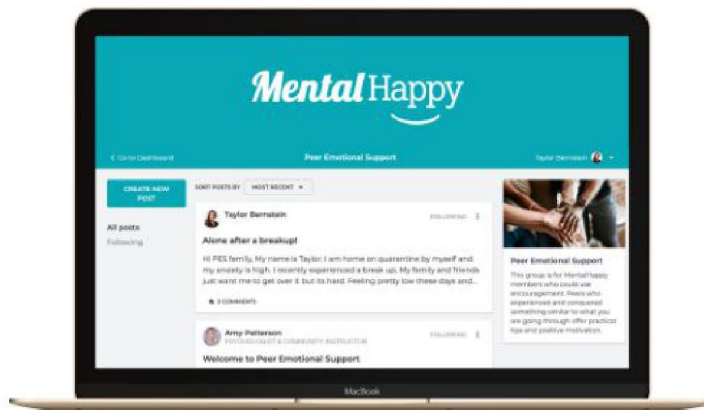 Mental Happy
Go to Dashboard
Peer Emotional Support
Taylor Bernstein
CREATE NEW
POST
All posts
Following
SORT POSTS BY
MOST RECENT
Taylor Bernstein
FOLLOWING
Alone after a breakup!
Hi PES family, My name is Taylor. I am home on quarantine by myself and
my anxiety is high. I recently experienced a break up. My family and friends
just want me to get over it but its hard. Feeling pretty low these days and...
3 COMMENTS
Amy Patterson
PSYCHOLOGIST & COMMUNITY INSTRUCTOR
FOLLOWING
Welcome to Peer Emotional Support
Peer Emotional Support
This group is for MentalHappy
members who could use
encouragement. Peers who
experienced and conquered
something similar to what you
are going through offer practical
tips and positive motivation.
MacBook